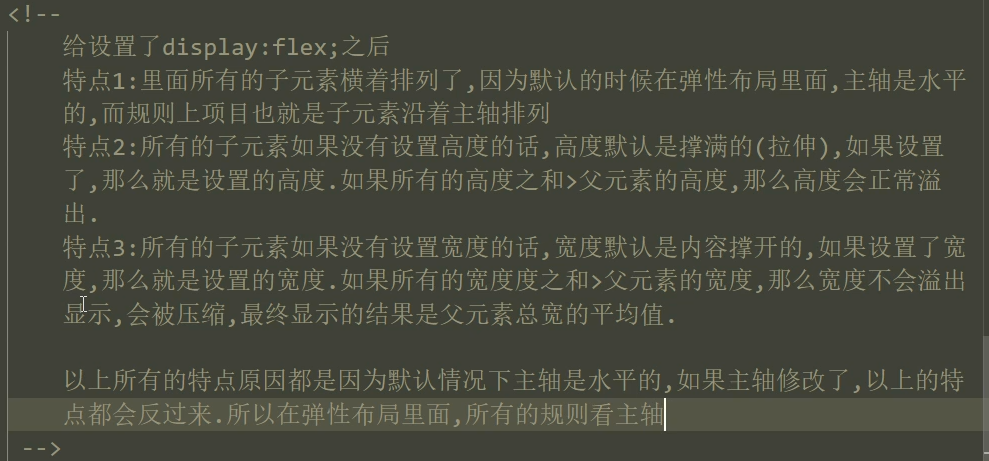 <!--
给设置了display:flex;之后
特点1:里面所有的子元素横着排列了,因为默认的时候在弹性布局里面,主轴是水平
的,而规则上项目也就是子元素沿着主轴排列
特点2:所有的子元素如果没有设置高度的话,高度默认是撑满的(拉伸),如果设置
了,那么就是设置的高度.如果所有的高度之和>父元素的高度,那么高度会正常溢
出.
特点3:所有的子元素如果没有设置宽度的话,宽度默认是内容撑开的,如果设置了宽
度,那么就是设置的宽度.如果所有的宽度度之和>父元素的宽度,那么宽度不会溢出
显示,会被压缩,最终显示的结果是父元素总宽的平均值.
以上所有的特点原因都是因为默认情况下主轴是水平的,如果主轴修改了,以上的特
点都会反过来.所以在弹性布局里面,所有的规则看主轴
-->